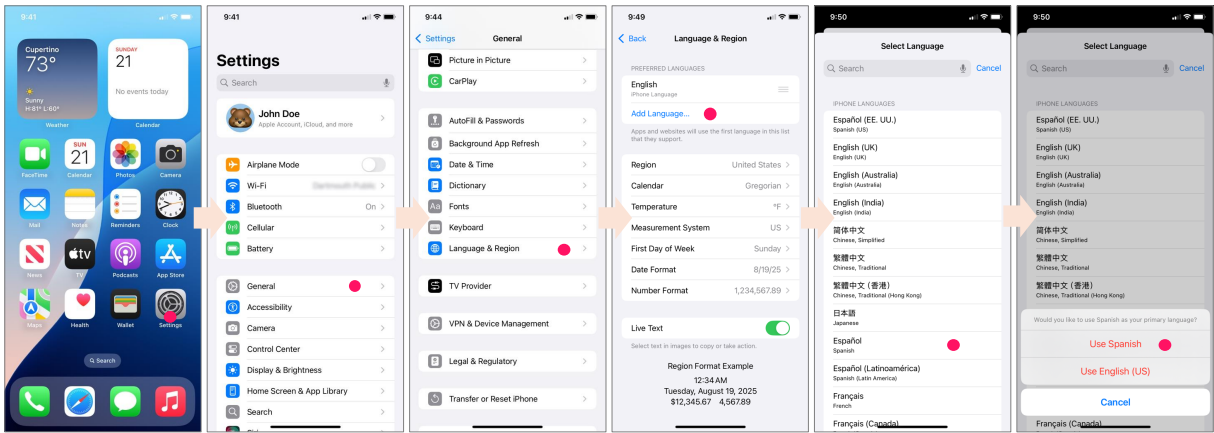 9:41
Cupertino
73°
Sunny
H:81° L:60°
Weather
SUNDAY
21
No events today
Calendar
FaceTime
SUN
21
Calendar
Photos
Camera
Mail
Notes
Reminders
Clock
News
tv
TV
Podcasts
App Store
Maps
Health
Wallet
Settings
Search
9:41
Settings
Search
John Doe
Apple Account, iCloud, and more
Airplane Mode
Wi-Fi
Bluetooth On
Cellular
Battery
General
Accessibility
Camera
Control Center
Display & Brightness
Home Screen & App Library
Search
9:44
Settings General
Picture in Picture
CarPlay
AutoFill & Passwords
Background App Refresh
Date & Time
Dictionary
Aa Fonts
Keyboard
Language & Region
TV Provider
VPN & Device Management
Legal & Regulatory
Transfer or Reset iPhone
9:49
Back Language & Region
PREFERRED LANGUAGES
English
iPhone Language
Add Language...
Apps and websites will use the first language in this list
that they support.
Region United States
Calendar Gregorian
Temperature °F
Measurement System US
First Day of Week Sunday
Date Format 8/19/25
Number Format 1,234,567.89
Live Text
Select text in images to copy or take action.
Region Format Example
12:34 AM
Tuesday, August 19, 2025
$12,345.67 4,567.89
9:50
Select Language
Search Cancel
IPHONE LANGUAGES
Español (EE. UU.)
Spanish (US)
English (UK)
English (UK)
English (Australia)
English (Australia)
English (India)
English (India)
简体中文
Chinese, Simplified
繁體中文
Chinese, Traditional
繁體中文 (香港)
Chinese, Traditional (Hong Kong)
日本語
Japanese
Español
Spanish
Español (Latinoamérica)
Spanish (Latin America)
Français
French
Français (Canada)
9:50
Select Language
Search Cancel
IPHONE LANGUAGES
Español (EE. UU.)
Spanish (US)
English (UK)
English (UK)
English (Australia)
English (Australia)
English (India)
English (India)
简体中文
Chinese, Simplified
繁體中文
Chinese, Traditional
繁體中文 (香港)
Chinese, Traditional (Hong Kong)
Would you like to use Spanish as your primary language?
Use Spanish
Use English (US)
Cancel
Français (Canada)